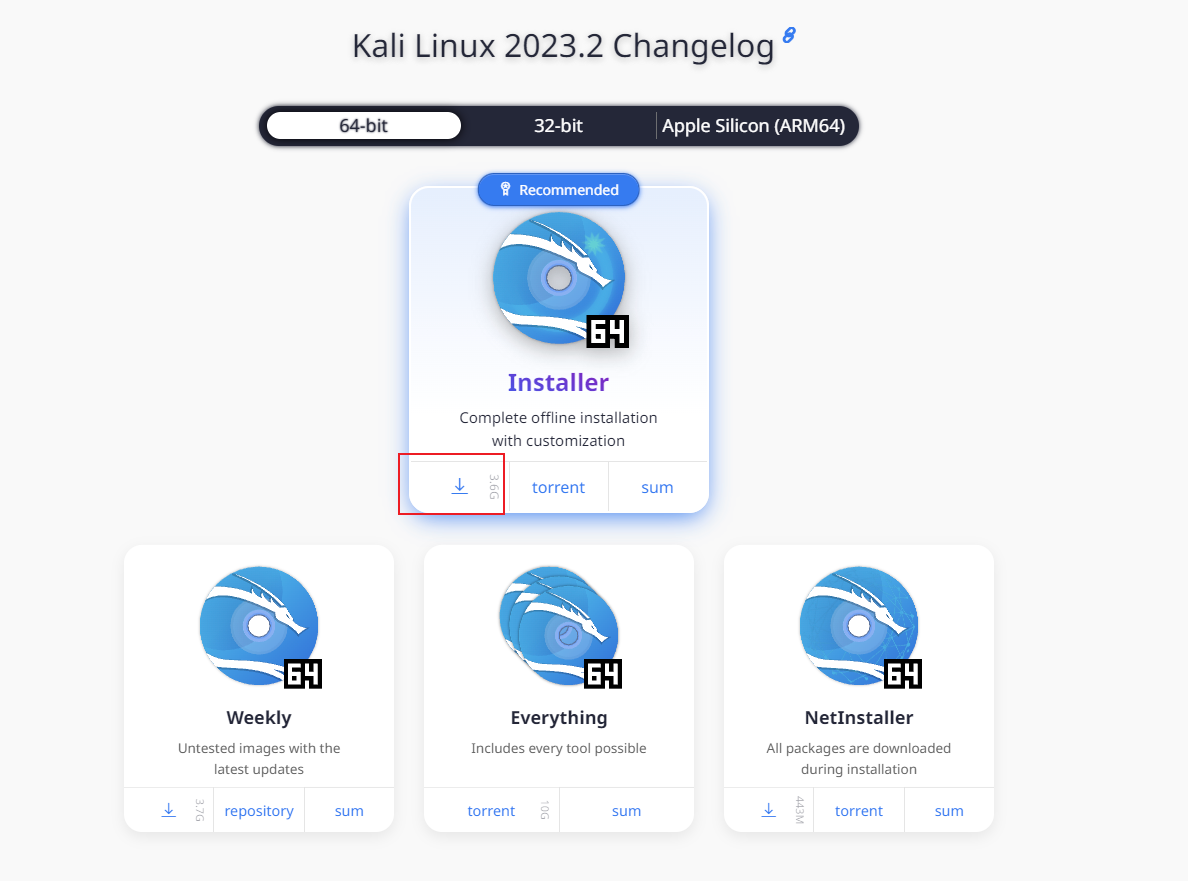 Kali Linux 2023.2 Changelog
64-bit
32-bit
Apple Silicon (ARM64)
Recommended
64
Installer
Complete offline installation
with customization
3.6G
torrent
sum
64
Weekly
Untested images with the
latest updates
3.7G
repository
sum
64
Everything
Includes every tool possible
torrent
10G
sum
64
NetInstaller
All packages are downloaded
during installation
443M
torrent
sum